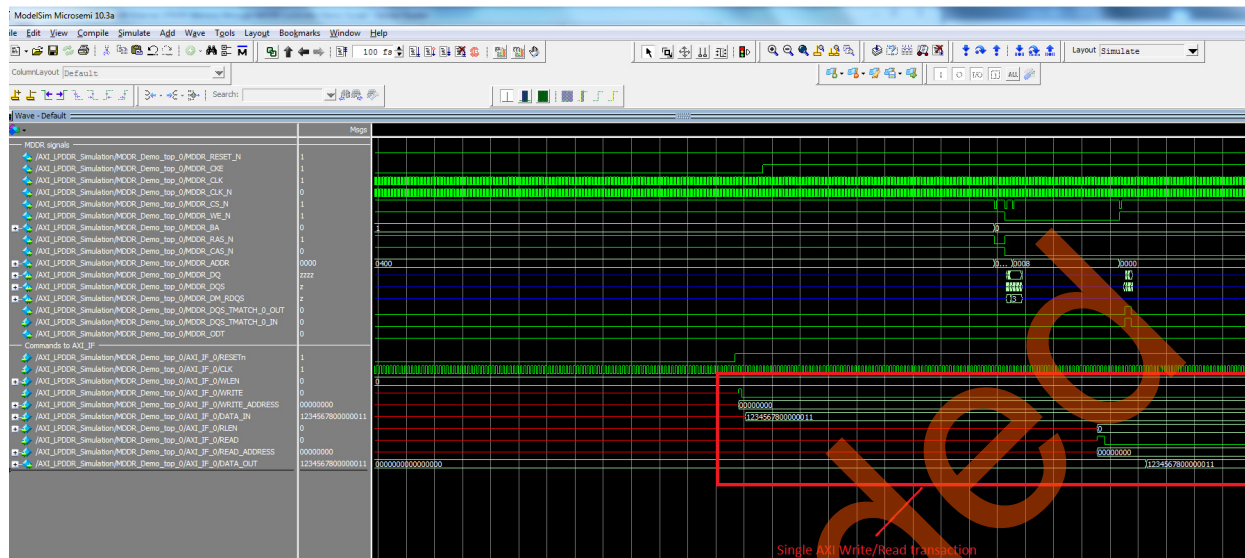 ModelSim Microsemi 10.3a
ile Edit View Compile Simulate Add Wave Tools Layout Bookmarks Window Help
100 fs
Layout Simulate
ColumnLayout Default
Search:
ALL
Wave - Default
Msgs
MDDR signals
/AXI_LPDDR_Simulation/MDDR_Demo_top_0/MDDR_RESET_N 1
/AXI_LPDDR_Simulation/MDDR_Demo_top_0/MDDR_CKE 1
/AXI_LPDDR_Simulation/MDDR_Demo_top_0/MDDR_CLK 1
/AXI_LPDDR_Simulation/MDDR_Demo_top_0/MDDR_CLK_N 0
/AXI_LPDDR_Simulation/MDDR_Demo_top_0/MDDR_CS_N 1
/AXI_LPDDR_Simulation/MDDR_Demo_top_0/MDDR_WE_N 1
/AXI_LPDDR_Simulation/MDDR_Demo_top_0/MDDR_BA 0 1 0
/AXI_LPDDR_Simulation/MDDR_Demo_top_0/MDDR_RAS_N 1
/AXI_LPDDR_Simulation/MDDR_Demo_top_0/MDDR_CAS_N 0
/AXI_LPDDR_Simulation/MDDR_Demo_top_0/MDDR_ADDR 0000 0400 0... 0008 0000
/AXI_LPDDR_Simulation/MDDR_Demo_top_0/MDDR_DQ zzzz
/AXI_LPDDR_Simulation/MDDR_Demo_top_0/MDDR_DQS z
/AXI_LPDDR_Simulation/MDDR_Demo_top_0/MDDR_DM_RDQS z
/AXI_LPDDR_Simulation/MDDR_Demo_top_0/MDDR_DQS_TMATCH_0_OUT 0
/AXI_LPDDR_Simulation/MDDR_Demo_top_0/MDDR_DQS_TMATCH_0_IN 0
/AXI_LPDDR_Simulation/MDDR_Demo_top_0/MDDR_ODT 0
Commands to AXI_IF
/AXI_LPDDR_Simulation/MDDR_Demo_top_0/AXI_IF_0/RESETn 1
/AXI_LPDDR_Simulation/MDDR_Demo_top_0/AXI_IF_0/CLK 1
/AXI_LPDDR_Simulation/MDDR_Demo_top_0/AXI_IF_0/WLEN 0 0
/AXI_LPDDR_Simulation/MDDR_Demo_top_0/AXI_IF_0/WRITE 0
/AXI_LPDDR_Simulation/MDDR_Demo_top_0/AXI_IF_0/WRITE_ADDRESS 00000000 00000000
/AXI_LPDDR_Simulation/MDDR_Demo_top_0/AXI_IF_0/DATA_IN 1234567800000011 1234567800000011
/AXI_LPDDR_Simulation/MDDR_Demo_top_0/AXI_IF_0/RLEN 0 0
/AXI_LPDDR_Simulation/MDDR_Demo_top_0/AXI_IF_0/READ 0
/AXI_LPDDR_Simulation/MDDR_Demo_top_0/AXI_IF_0/READ_ADDRESS 00000000 00000000
/AXI_LPDDR_Simulation/MDDR_Demo_top_0/AXI_IF_0/DATA_OUT 1234567800000011 0000000000000000 1234567800000011
Single AXI Write/Read transaction
ded